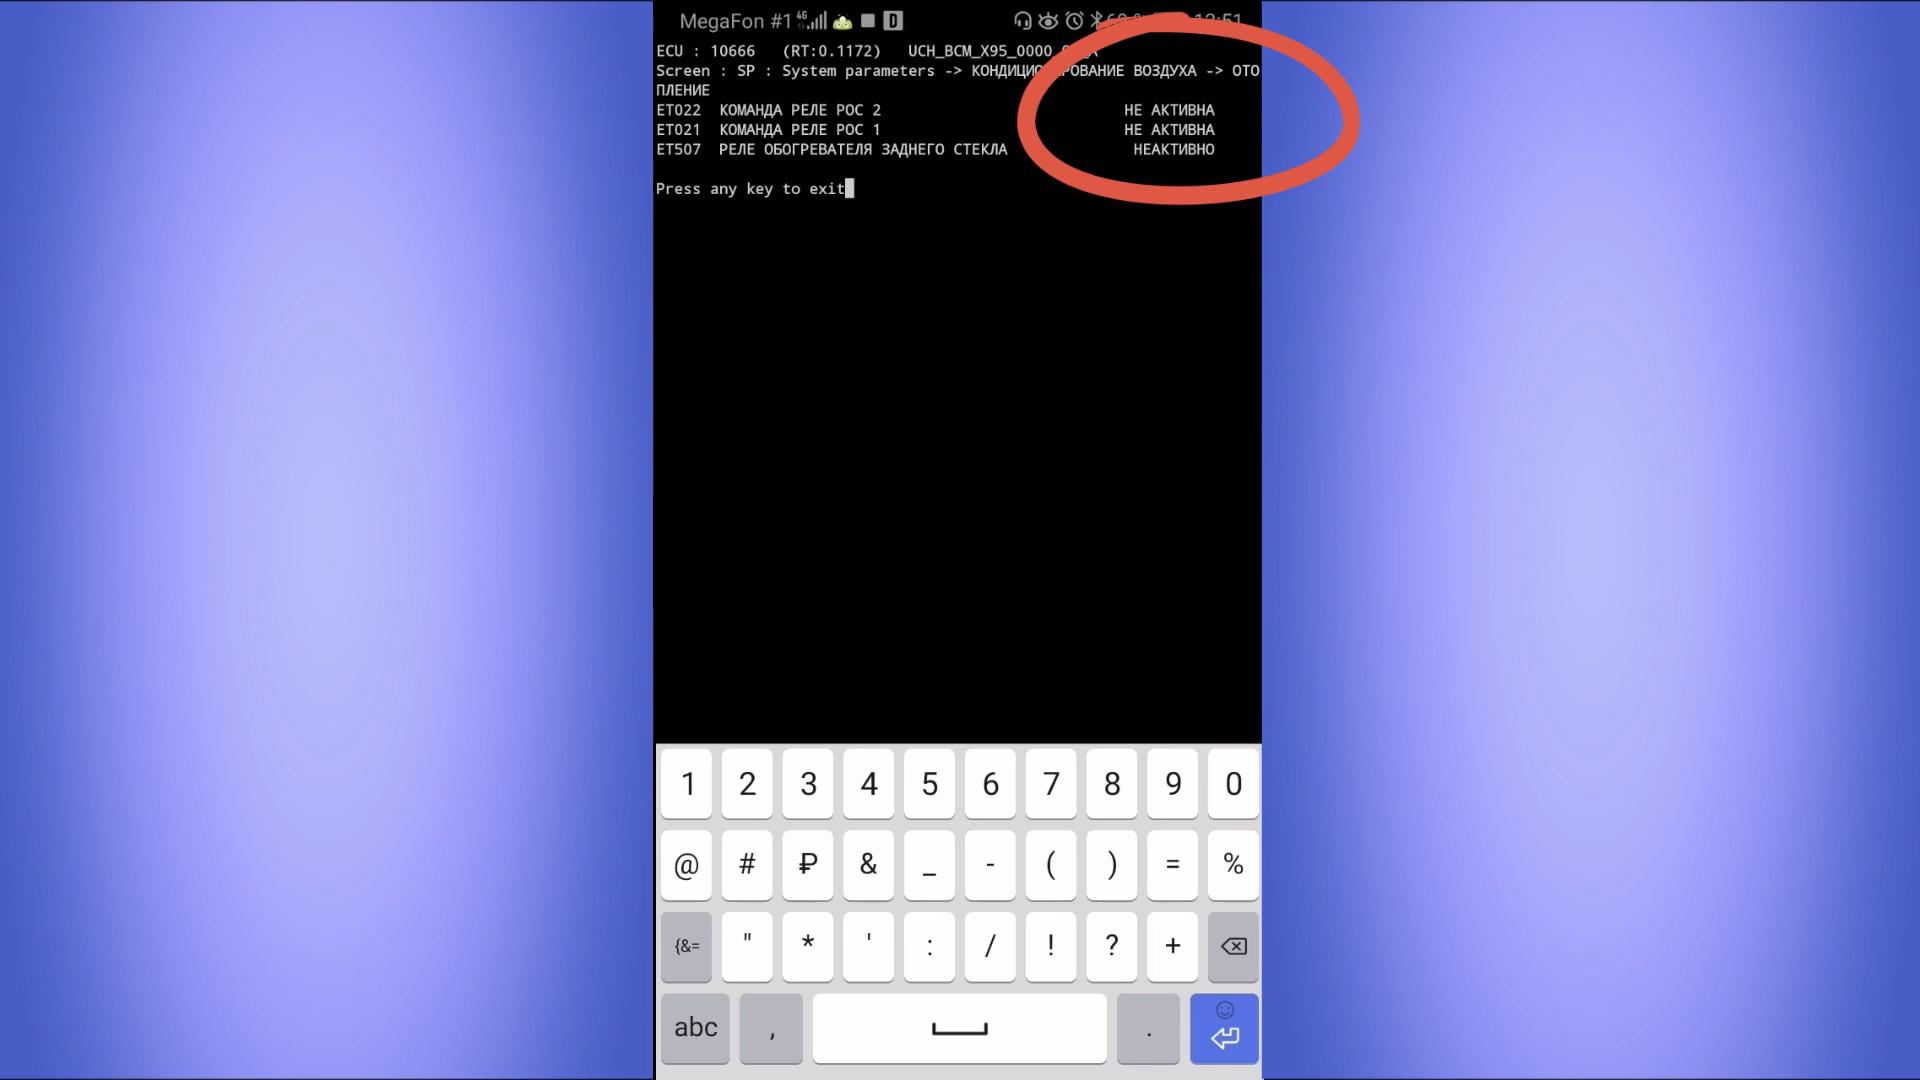 MegaFon #1 4G D
ECU : 10666 (RT:0.1172) UCH_BCM_X95_0000
Screen : SP : System parameters -> КОНДИЦИОНИРОВАНИЕ ВОЗДУХА -> ОТО
ПЛЕНИЕ
ET022 КОМАНДА РЕЛЕ РОС 2 НЕ АКТИВНА
ET021 КОМАНДА РЕЛЕ РОС 1 НЕ АКТИВНА
ET507 РЕЛЕ ОБОГРЕВАТЕЛЯ ЗАДНЕГО СТЕКЛА НЕАКТИВНО
Press any key to exit
1 2 3 4 5 6 7 8 9 0
@ # ₽ & _ - ( ) = %
{&= " * ' : / ! ? +
abc , .